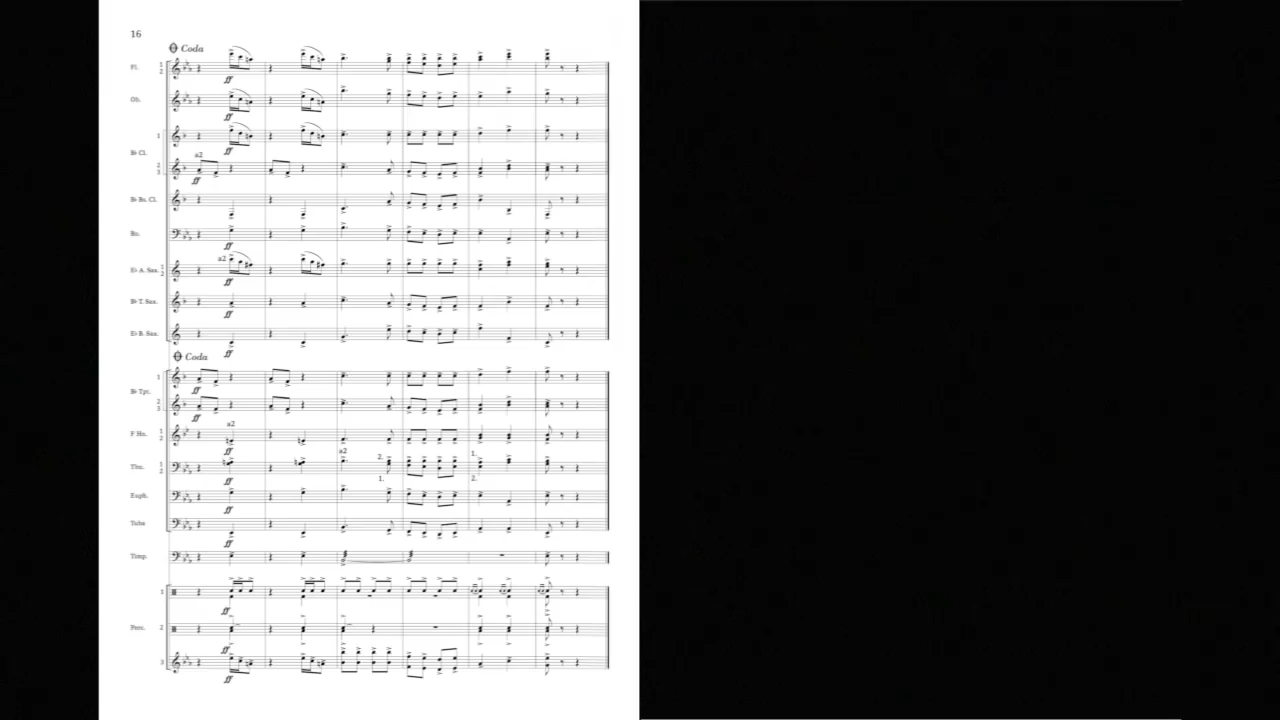 16
Coda
Fl. 1 2
ff
Ob.
ff
1
ff
B♭ Cl.
a2
2 3
ff
B♭ Bs. Cl.
Bn.
ff
a2
E♭ A. Sax. 1 2
ff
B♭ T. Sax.
ff
E♭ B. Sax.
ff
Coda
1
ff
B♭ Tpt.
2 3
ff
a2
F Hn. 1 2
ff
a2 2. 1.
Tbn. 1 2
1. 2.
ff
Euph.
ff
Tuba
ff
Timp.
1
ff
Perc. 2
ff
3
ff